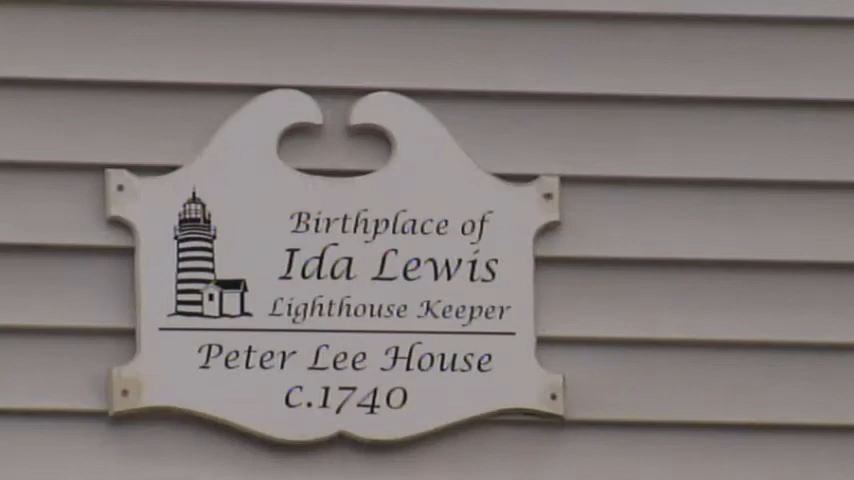 Birthplace of
Ida Lewis
Lighthouse Keeper
Peter Lee House
c.1740